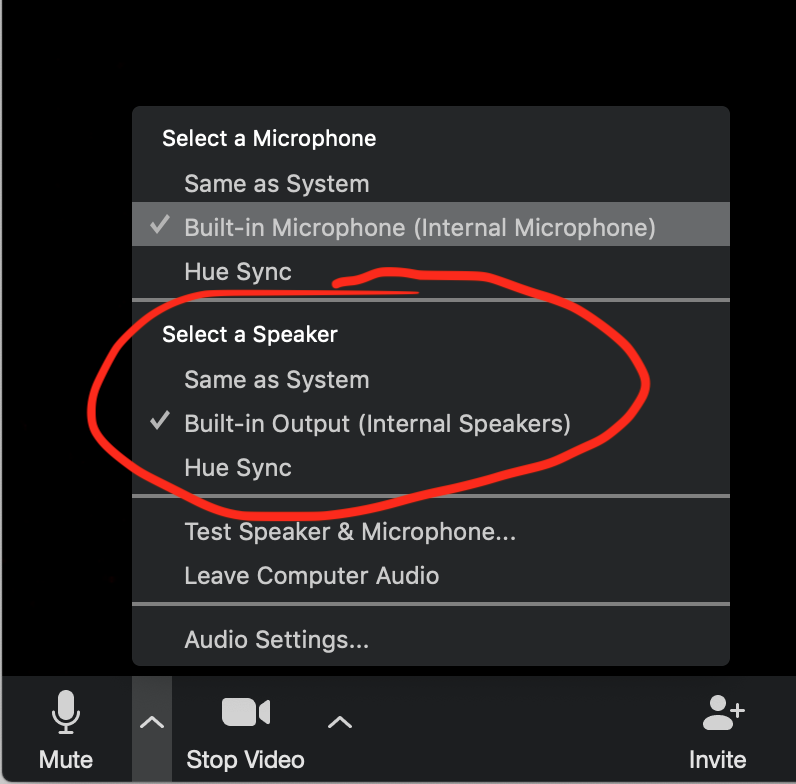 Select a Microphone
Same as System
Built-in Microphone (Internal Microphone)
Hue Sync
Select a Speaker
Same as System
Built-in Output (Internal Speakers)
Hue Sync
Test Speaker & Microphone...
Leave Computer Audio
Audio Settings...
Mute
Stop Video
Invite